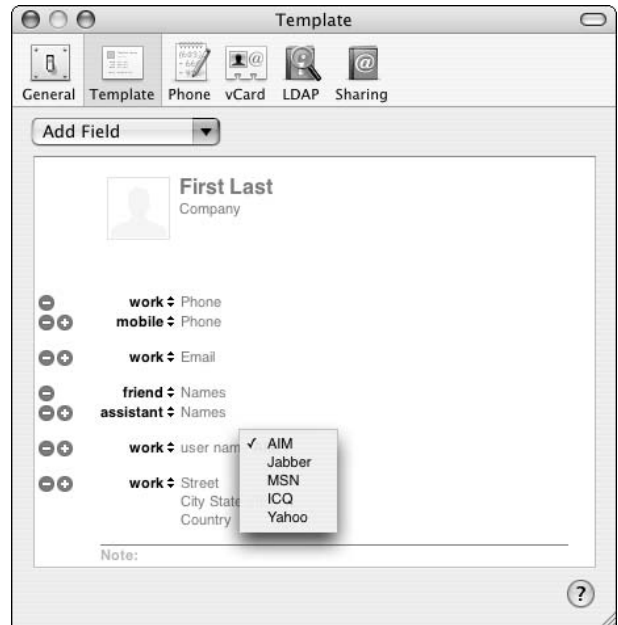 Template
General Template Phone vCard LDAP Sharing
Add Field
First Last
Company
work Phone
mobile Phone
work Email
friend Names
assistant Names
work user nam
✓ AIM
Jabber
MSN
ICQ
Yahoo
work Street
City State
Country
Note:
?